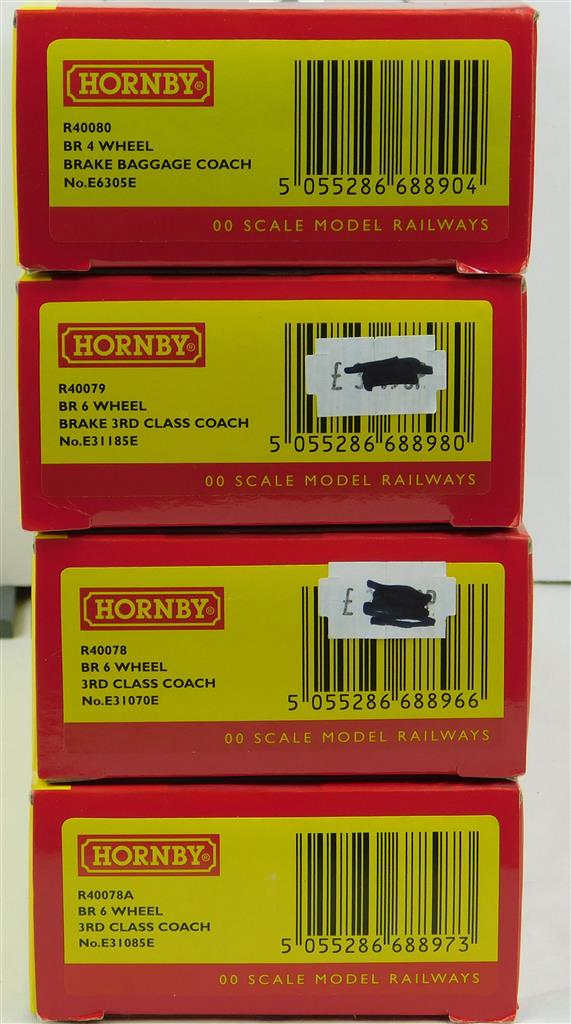 HORNBY®
R40080
BR 4 WHEEL
BRAKE BAGGAGE COACH
No.E6305E
5 055286 688904
00 SCALE MODEL RAILWAYS
HORNBY®
R40079
BR 6 WHEEL
BRAKE 3RD CLASS COACH
No.E31185E
£
5 055286 688980
00 SCALE MODEL RAILWAYS
HORNBY®
R40078
BR 6 WHEEL
3RD CLASS COACH
No.E31070E
£
5 055286 688966
00 SCALE MODEL RAILWAYS
HORNBY®
R40078A
BR 6 WHEEL
3RD CLASS COACH
No.E31085E
5 055286 688973
00 SCALE MODEL RAILWAYS